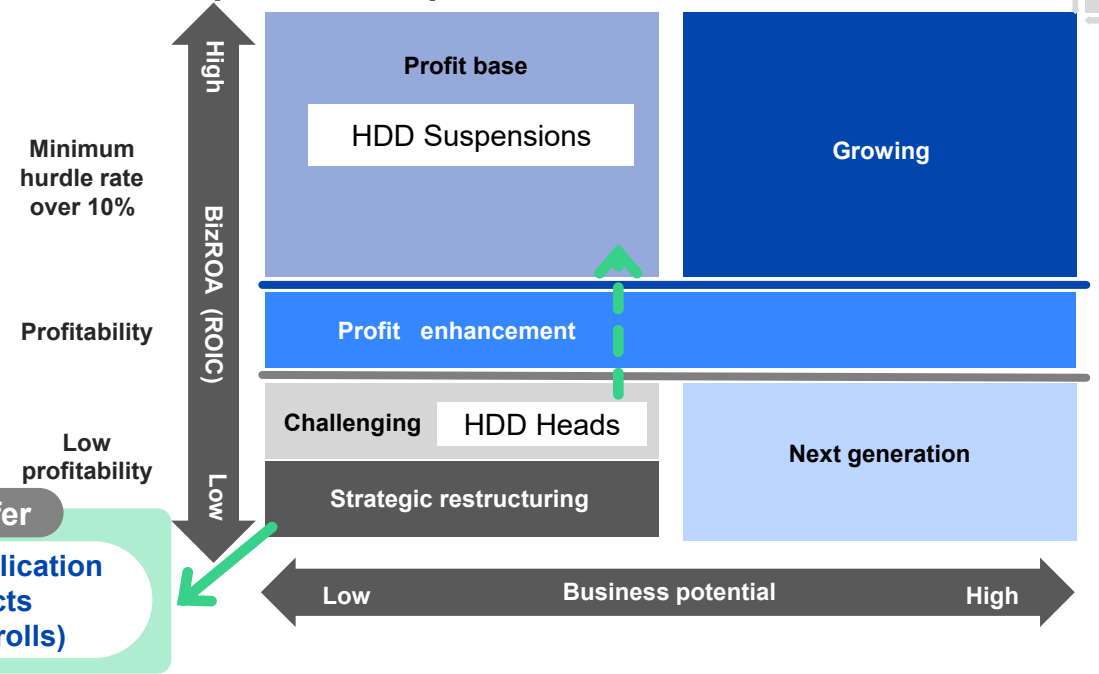 High
BizROA (ROIC)
Low
Minimum
hurdle rate
over 10%
Profitability
Low
profitability
Profit base
HDD Suspensions
Growing
Profit enhancement
Challenging
HDD Heads
Strategic restructuring
Next generation
Low
Business potential
High
fer
lication
cts
rolls)